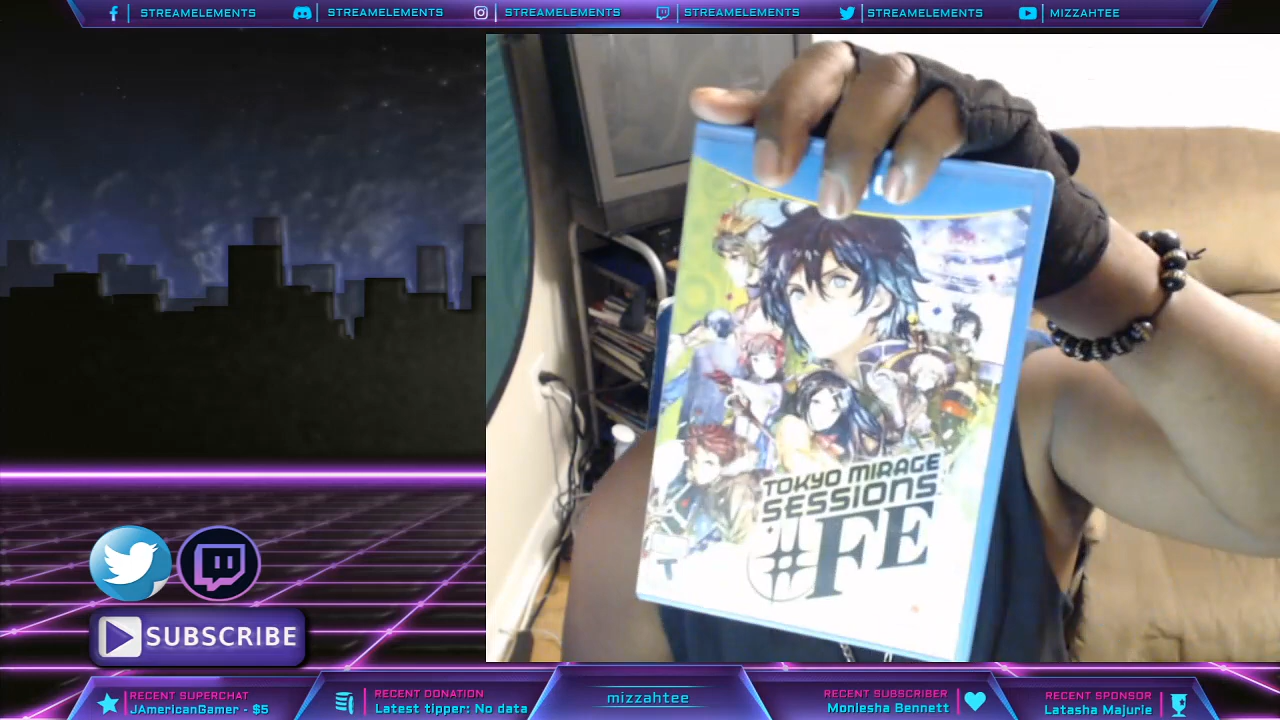 STREAMELEMENTS
STREAMELEMENTS
STREAMELEMENTS
STREAMELEMENTS
STREAMELEMENTS
MIZZAHTEE
TOKYO MIRAGE
SESSIONS
#FE
T
SUBSCRIBE
RECENT SUPERCHAT
JAmericanGamer - $5
RECENT DONATION
Latest tipper: No data
mizzahtee
RECENT SUBSCRIBER
Moniesha Bennett
RECENT SPONSOR
Latasha Majurie